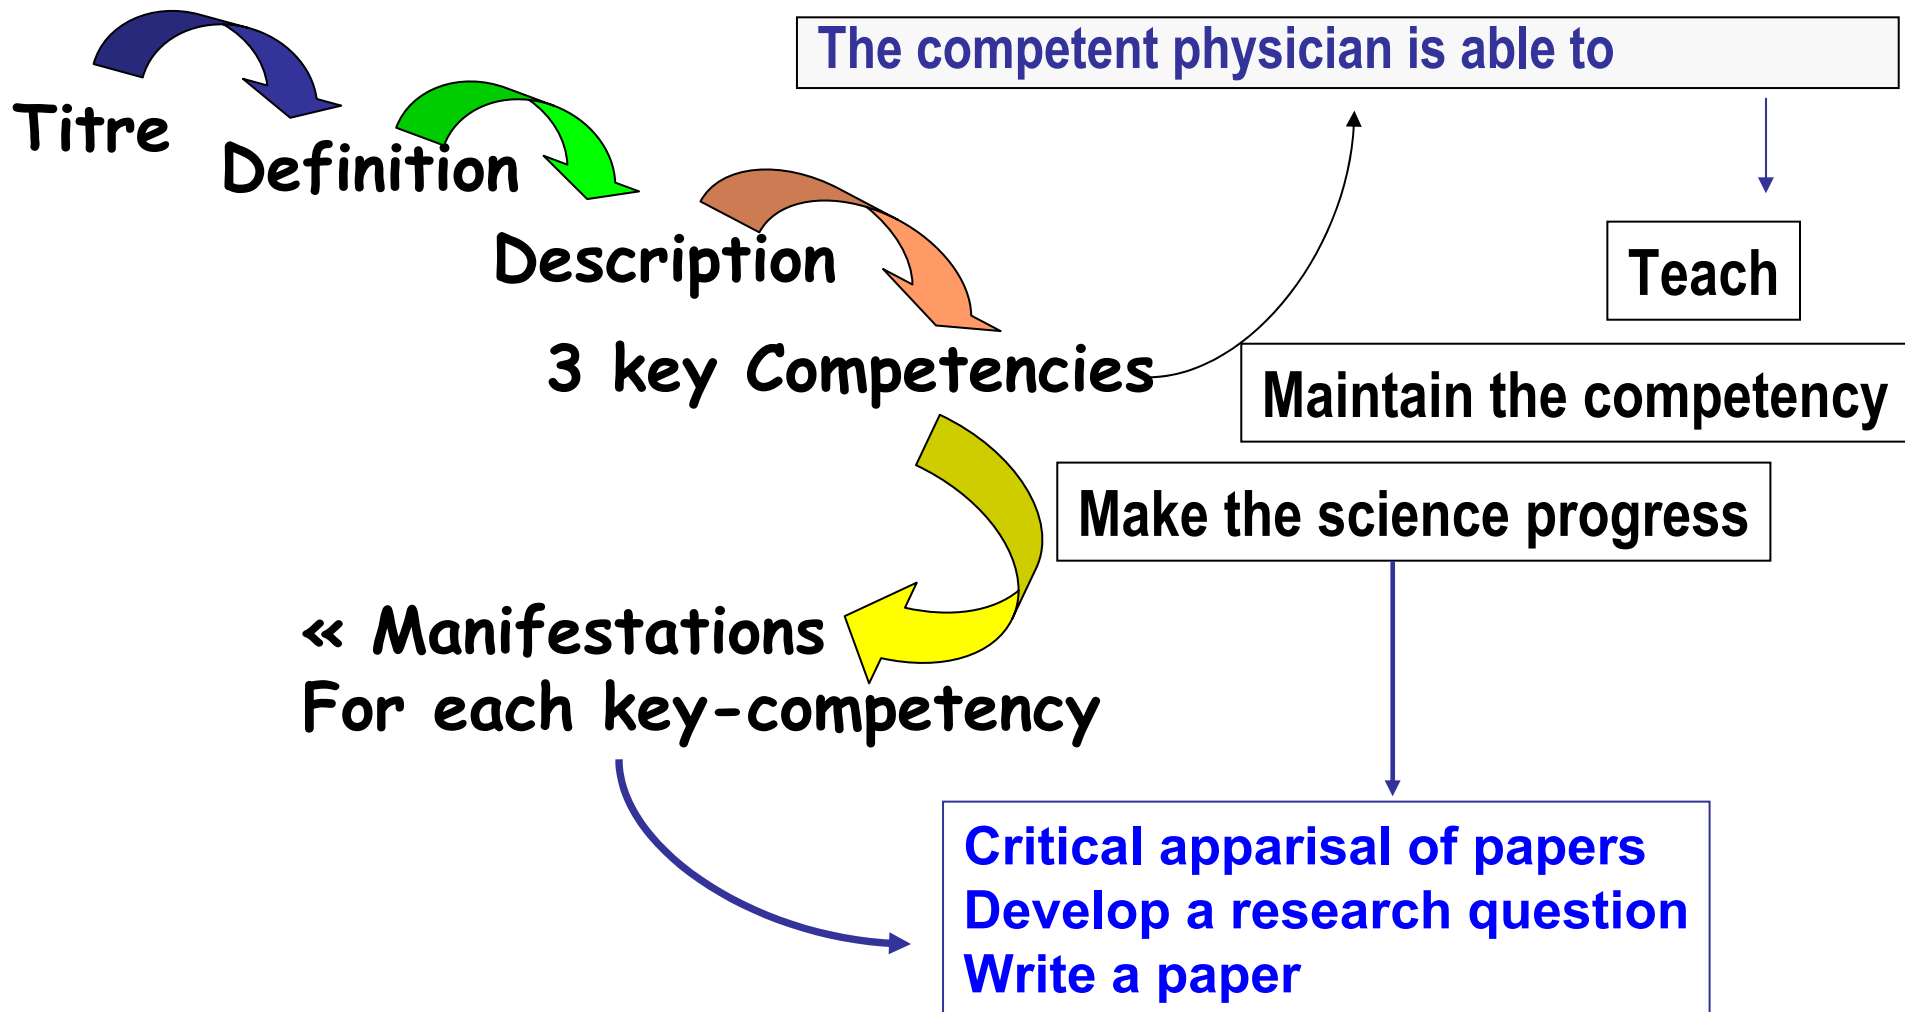 Titre
Definition
Description
3 key Competencies
« Manifestations
For each key-competency
The competent physician is able to
Teach
Maintain the competency
Make the science progress
Critical apparisal of papers
Develop a research question
Write a paper